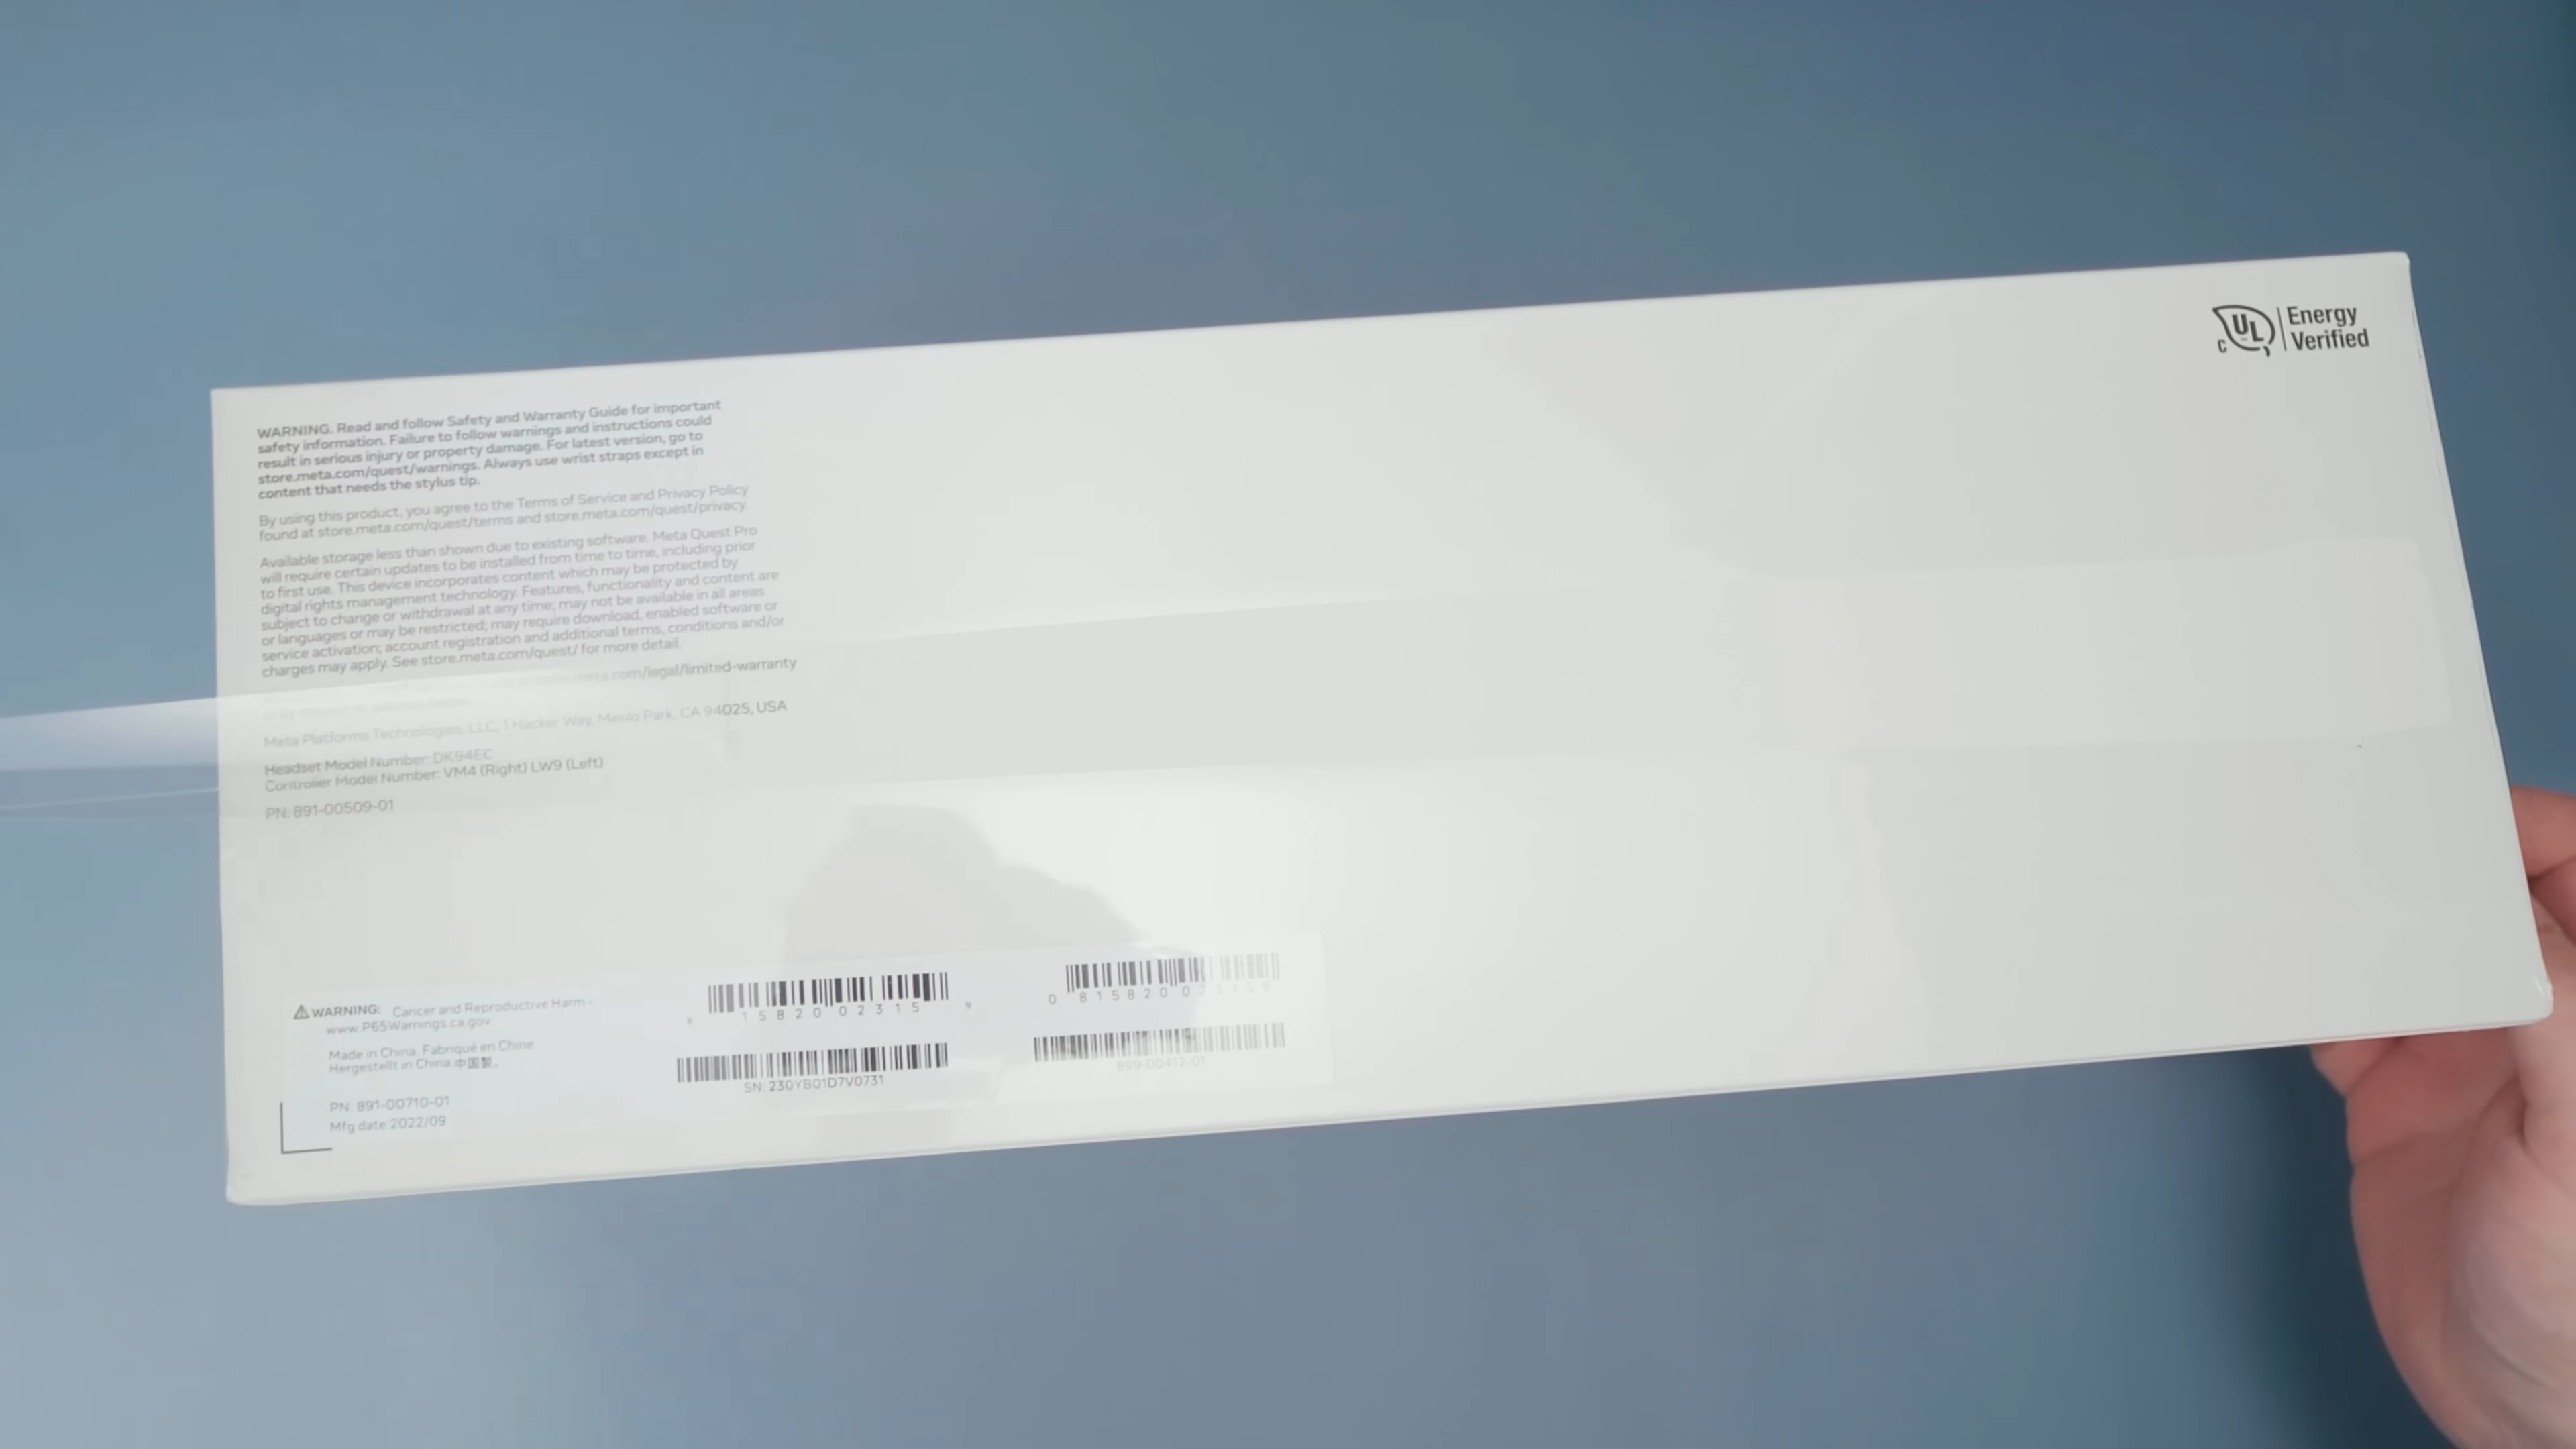 WARNING. Read and follow Safety and Warranty Guide for important
safety information. Failure to follow warnings and instructions could
result in serious injury or property damage. For latest version, go to
store.meta.com/quest/warnings. Always use wrist straps except in
content that needs the stylus tip.
By using this product, you agree to the Terms of Service and Privacy Policy
found at store.meta.com/quest/terms and store.meta.com/quest/privacy.
Available storage less than shown due to existing software. Meta Quest Pro
will require certain updates to be installed from time to time, including prior
to first use. This device incorporates content which may be protected by
digital rights management technology. Features, functionality and content are
subject to change or withdrawal at any time; may not be available in all areas
or languages or may be restricted; may require download, enabled software or
service activation; account registration and additional terms, conditions and/or
charges may apply. See store.meta.com/quest/ for more detail.
meta.com/legal/limited-warranty
Meta Platforms Technologies, LLC, 1 Hacker Way, Menlo Park, CA 94025, USA
Headset Model Number: DK94EC
Controller Model Number: VM4 (Right) LW9 (Left)
PN: 891-00509-01
UL Energy
c Verified
⚠WARNING: Cancer and Reproductive Harm -
www.P65Warnings.ca.gov
Made in China. Fabriqué en Chine
Hergestellt in China 中国製。
PN: 891-00710-01
Mfg date:2022/09
8 15820 02315 9
SN: 230YB01D7V0731
0 815820 023159
899-00412-01